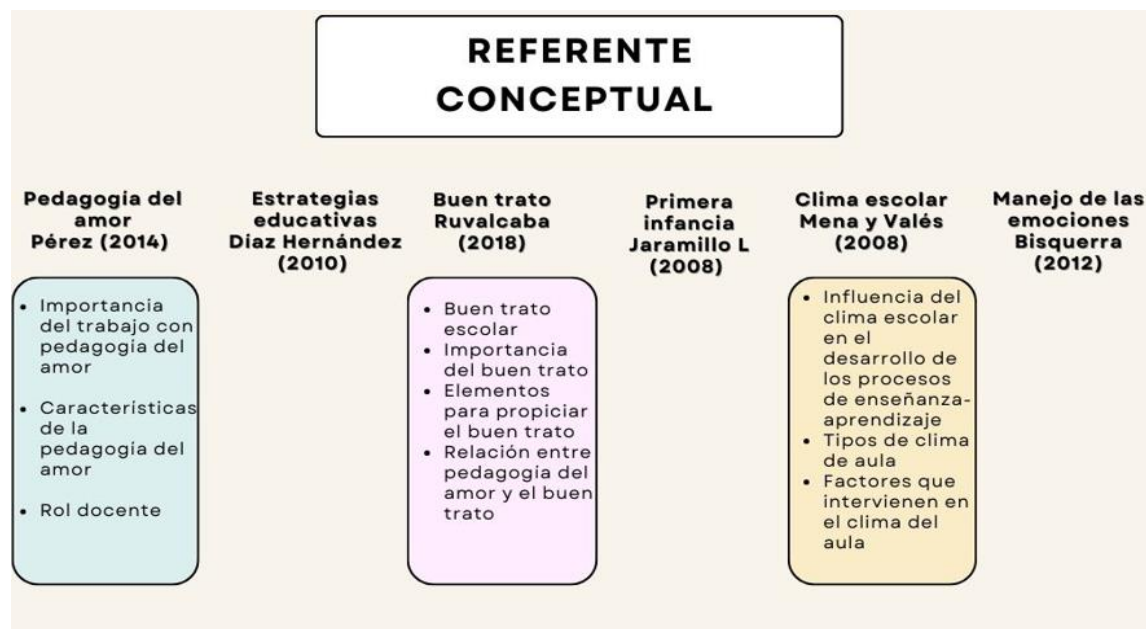 REFERENTE
CONCEPTUAL
Pedagogía del
amor
Pérez (2014)
Estrategias
educativas
Díaz Hernández
(2010)
Buen trato
Ruvalcaba
(2018)
Primera
infancia
Jaramillo L
(2008)
Clima escolar
Mena y Valés
(2008)
Manejo de las
emociones
Bisquerra
(2012)
• Importancia
del trabajo con
pedagogía del
amor
• Características
de la
pedagogía del
amor
• Rol docente
• Buen trato
escolar
• Importancia
del buen trato
• Elementos
para propiciar
el buen trato
• Relación entre
pedagogía del
amor y el buen
trato
• Influencia del
clima escolar
en el
desarrollo de
los procesos
de enseñanza-
aprendizaje
• Tipos de clima
de aula
• Factores que
intervienen en
el clima del
aula